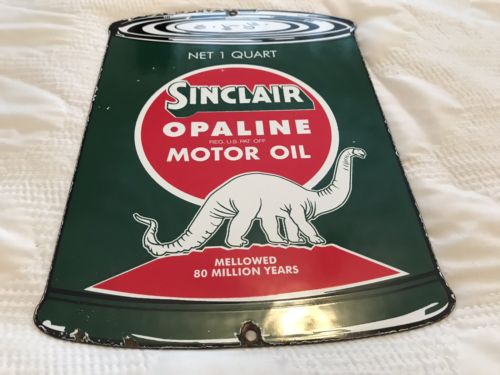 NET 1 QUART
SINCLAIR
OPALINE
REG. U.S. PAT. OFF.
MOTOR OIL
MELLOWED
80 MILLION YEARS